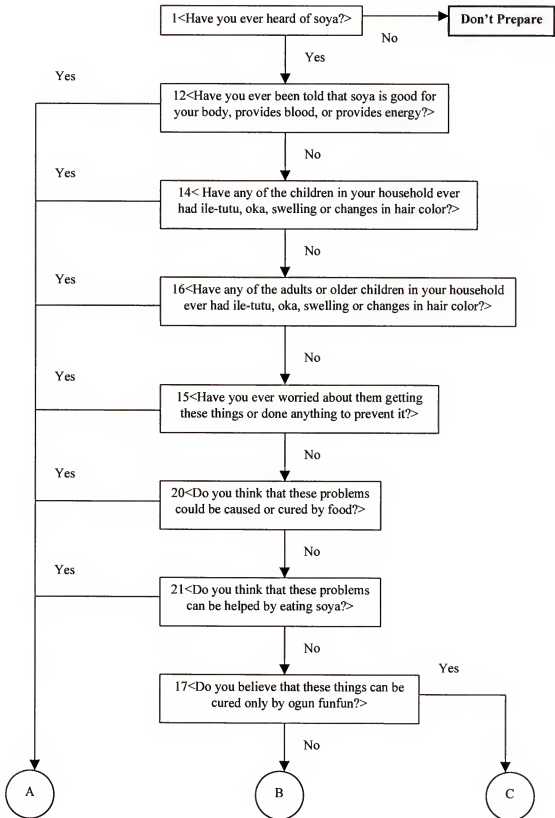 1<Have you ever heard of soya?>
Don't Prepare
No
Yes
Yes
12<Have you ever been told that soya is good for
your body, provides blood, or provides energy?>
No
Yes
14< Have any of the children in your household ever
had ile-tutu, oka, swelling or changes in hair color?>
No
Yes
16<Have any of the adults or older children in your household
ever had ile-tutu, oka, swelling or changes in hair color?>
No
Yes
15<Have you ever worried about them getting
these things or done anything to prevent it?>
No
Yes
20<Do you think that these problems
could be caused or cured by food?>
No
Yes
21<Do you think that these problems
can be helped by eating soya?>
No
Yes
17<Do you believe that these things can be
cured only by ogun funfun?>
No
A
B
C